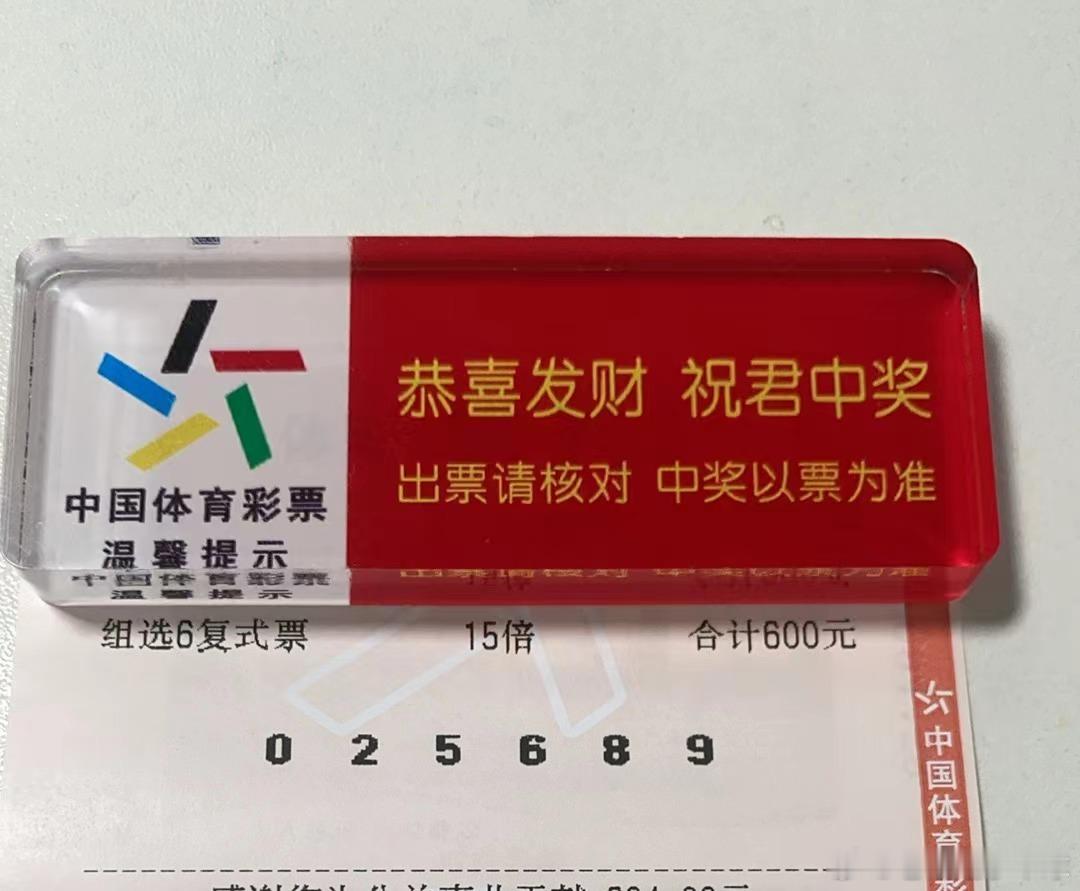 恭喜发财 祝君中奖
出票请核对 中奖以票为准
中国体育彩票
温馨提示
组选6复式票 15倍 合计600元
0 2 5 6 8 9
中国体育彩